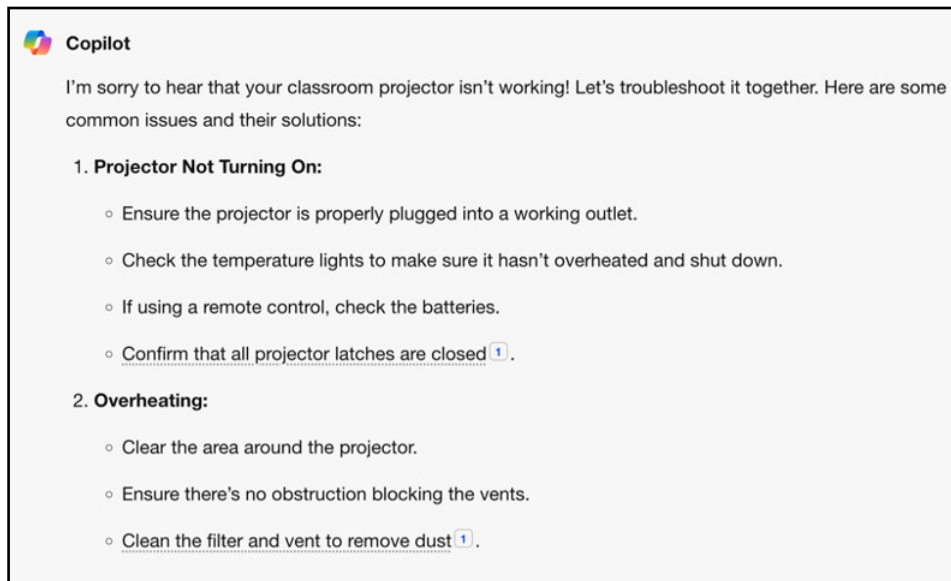 Copilot
I’m sorry to hear that your classroom projector isn’t working! Let’s troubleshoot it together. Here are some
common issues and their solutions:
1. Projector Not Turning On:
◦ Ensure the projector is properly plugged into a working outlet.
◦ Check the temperature lights to make sure it hasn’t overheated and shut down.
◦ If using a remote control, check the batteries.
◦ Confirm that all projector latches are closed 1 .
2. Overheating:
◦ Clear the area around the projector.
◦ Ensure there’s no obstruction blocking the vents.
◦ Clean the filter and vent to remove dust 1 .